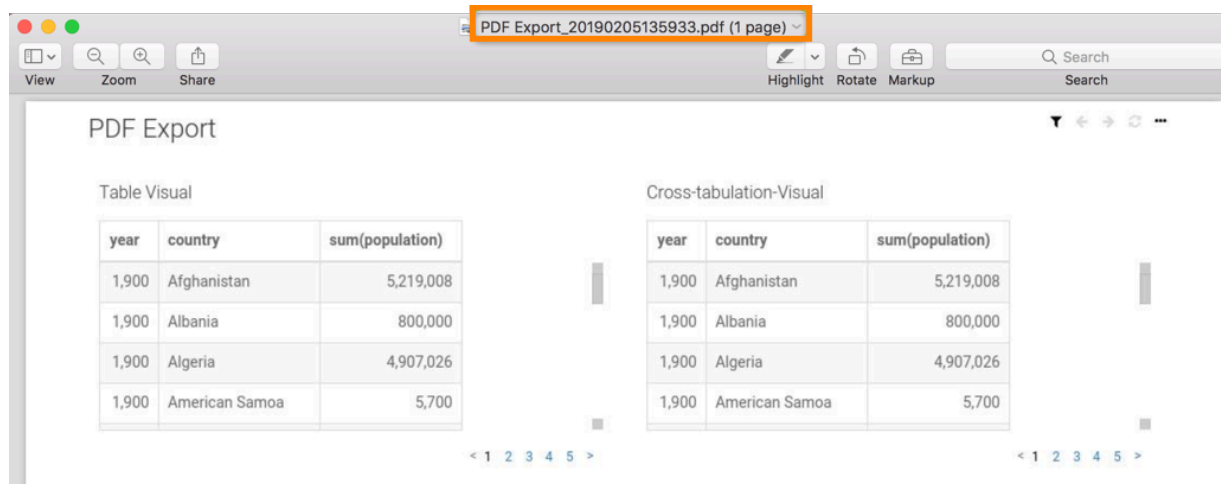 PDF Export_20190205135933.pdf (1 page)
View Zoom Share Highlight Rotate Markup Search
Search
PDF Export
Table Visual
year country sum(population)
1,900 Afghanistan 5,219,008
1,900 Albania 800,000
1,900 Algeria 4,907,026
1,900 American Samoa 5,700
< 1 2 3 4 5 >
Cross-tabulation-Visual
year country sum(population)
1,900 Afghanistan 5,219,008
1,900 Albania 800,000
1,900 Algeria 4,907,026
1,900 American Samoa 5,700
< 1 2 3 4 5 >